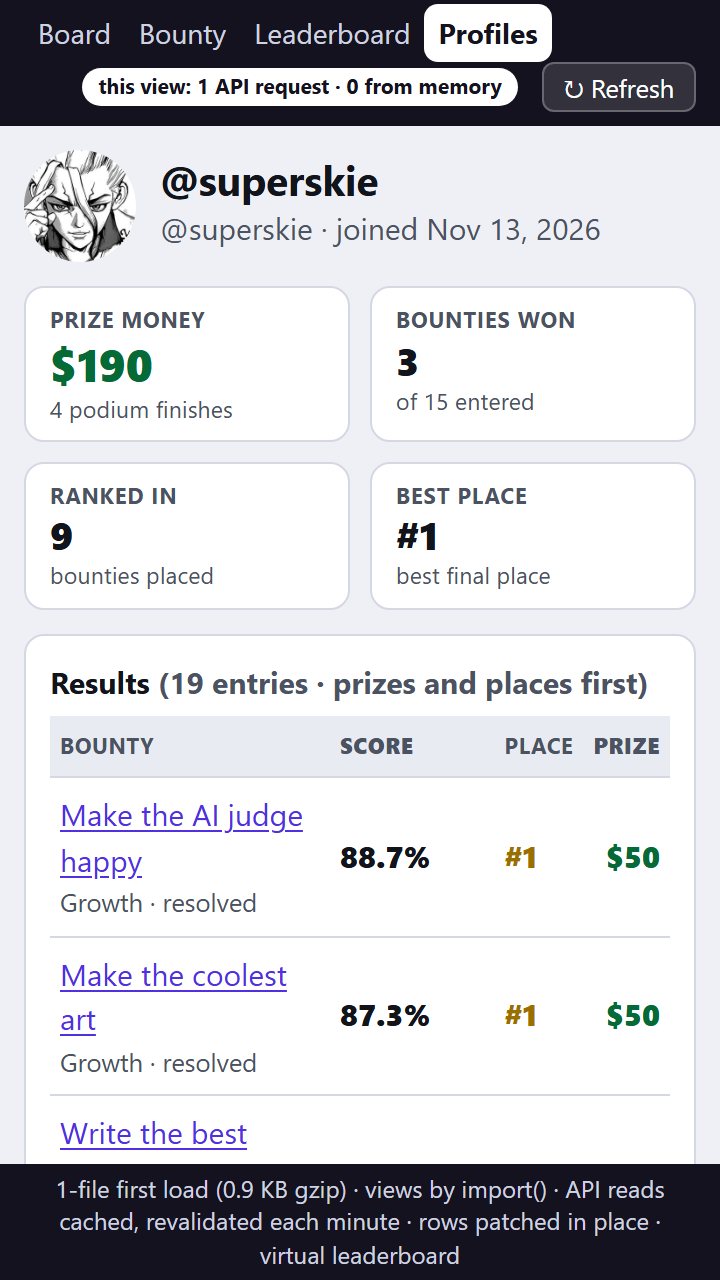 Board Bounty Leaderboard Profiles
this view: 1 API request · 0 from memory ↻ Refresh
@superskie
@superskie · joined Nov 13, 2026
PRIZE MONEY
$190
4 podium finishes
BOUNTIES WON
3
of 15 entered
RANKED IN
9
bounties placed
BEST PLACE
#1
best final place
Results (19 entries · prizes and places first)
BOUNTY SCORE PLACE PRIZE
Make the AI judge
happy
88.7% #1 $50
Growth · resolved
Make the coolest
art
87.3% #1 $50
Growth · resolved
Write the best
1-file first load (0.9 KB gzip) · views by import() · API reads
cached, revalidated each minute · rows patched in place ·
virtual leaderboard